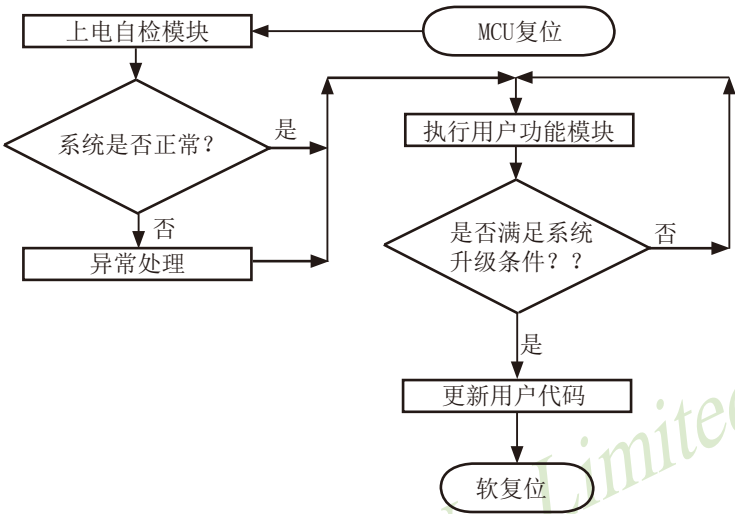 上电自检模块
MCU复位
系统是否正常？
是
否
异常处理
执行用户功能模块
是否满足系统
升级条件？？
否
是
更新用户代码
软复位
Limited